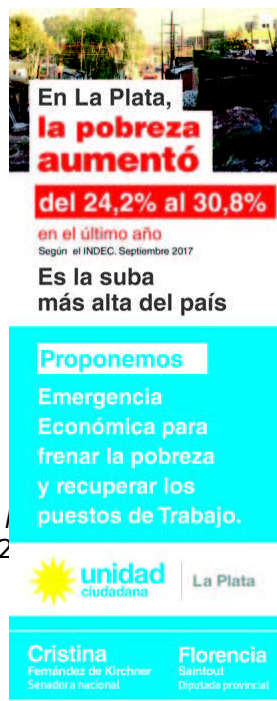 En La Plata,
la pobreza
aumentó
del 24,2% al 30,8%
en el último año
Según el INDEC. Septiembre 2017
Es la suba
más alta del país
Proponemos
Emergencia
Económica para
frenar la pobreza
y recuperar los
puestos de Trabajo.
2
unidad
ciudadana
La Plata
Cristina
Fernández de Kirchner
Senadora nacional
Florencia
Saintout
Diputada provincial